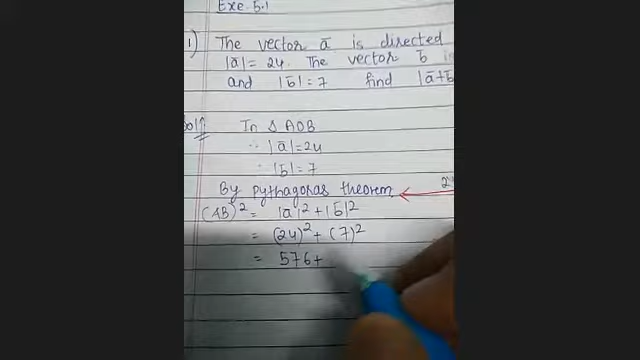 Exe. 5.1
1) The vector a̅ is directed
|a̅| = 24. The vector b̅ i
and |b̅| = 7 find |a̅+b̅
In Δ AOB
∵ |a̅| = 24
∴ |b̅| = 7
By pythagoras theorem
(AB)² = |a̅|² + |b̅|²
= (24)² + (7)²
= 576 +